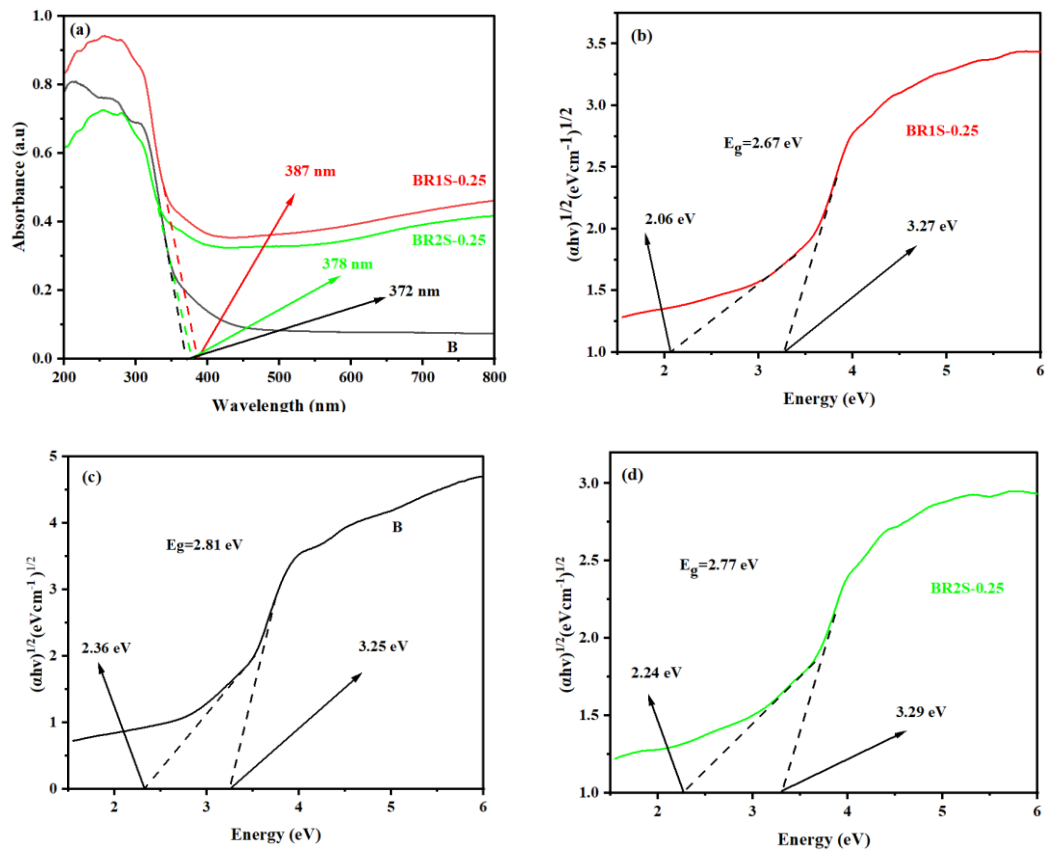 (a)
1.0
0.8
0.6
0.4
0.2
0.0
Absorbance (a.u)
387 nm
BR1S-0.25
BR2S-0.25
378 nm
372 nm
B
200 300 400 500 600 700 800
Wavelength (nm)
(b)
3.5
3.0
2.5
2.0
1.5
1.0
(αhν)1/2(eVcm-1)1/2
Eg=2.67 eV
BR1S-0.25
2.06 eV
3.27 eV
2 3 4 5 6
Energy (eV)
(c)
5
4
3
2
1
0
(αhν)1/2(eVcm-1)1/2
B
Eg=2.81 eV
2.36 eV
3.25 eV
2 3 4 5 6
Energy (eV)
(d)
3.0
2.5
2.0
1.5
1.0
(αhν)1/2(eVcm-1)1/2
Eg=2.77 eV
BR2S-0.25
2.24 eV
3.29 eV
2 3 4 5 6
Energy (eV)